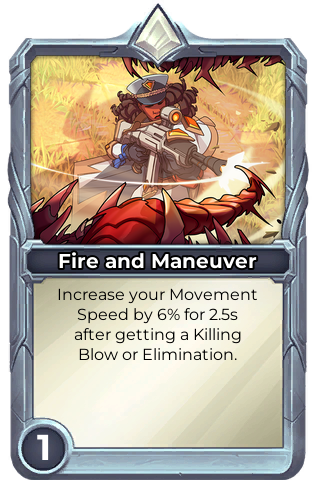 Fire and Maneuver
Increase your Movement
Speed by 6% for 2.5s
after getting a Killing
Blow or Elimination.
1